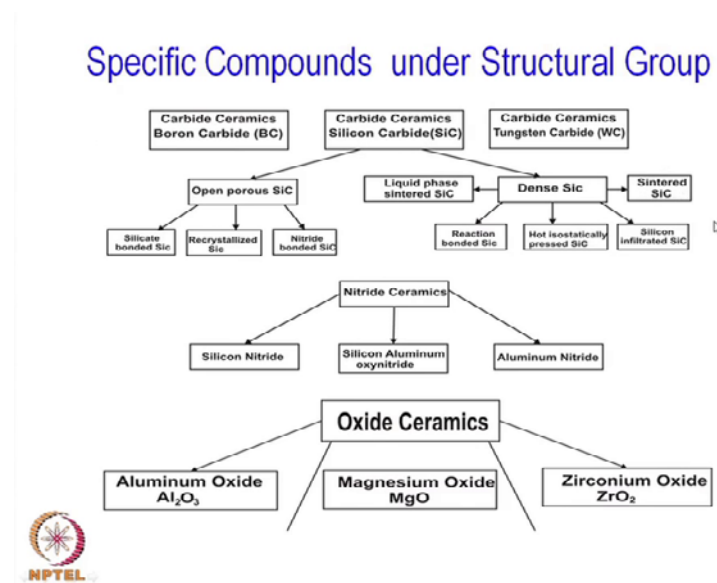 Specific Compounds under Structural Group
Carbide Ceramics
Boron Carbide (BC)
Carbide Ceramics
Silicon Carbide(SiC)
Carbide Ceramics
Tungsten Carbide (WC)
Open porous SiC
Liquid phase
sintered SiC
Dense Sic
Sintered
SiC
Silicate
bonded Sic
Recrystallized
Sic
Nitride
bonded SiC
Reaction
bonded Sic
Hot isostatically
pressed SiC
Silicon
infiltrated SiC
Nitride Ceramics
Silicon Nitride
Silicon Aluminum
oxynitride
Aluminum Nitride
Oxide Ceramics
Aluminum Oxide
Al₂O₃
Magnesium Oxide
MgO
Zirconium Oxide
ZrO₂
NPTEL